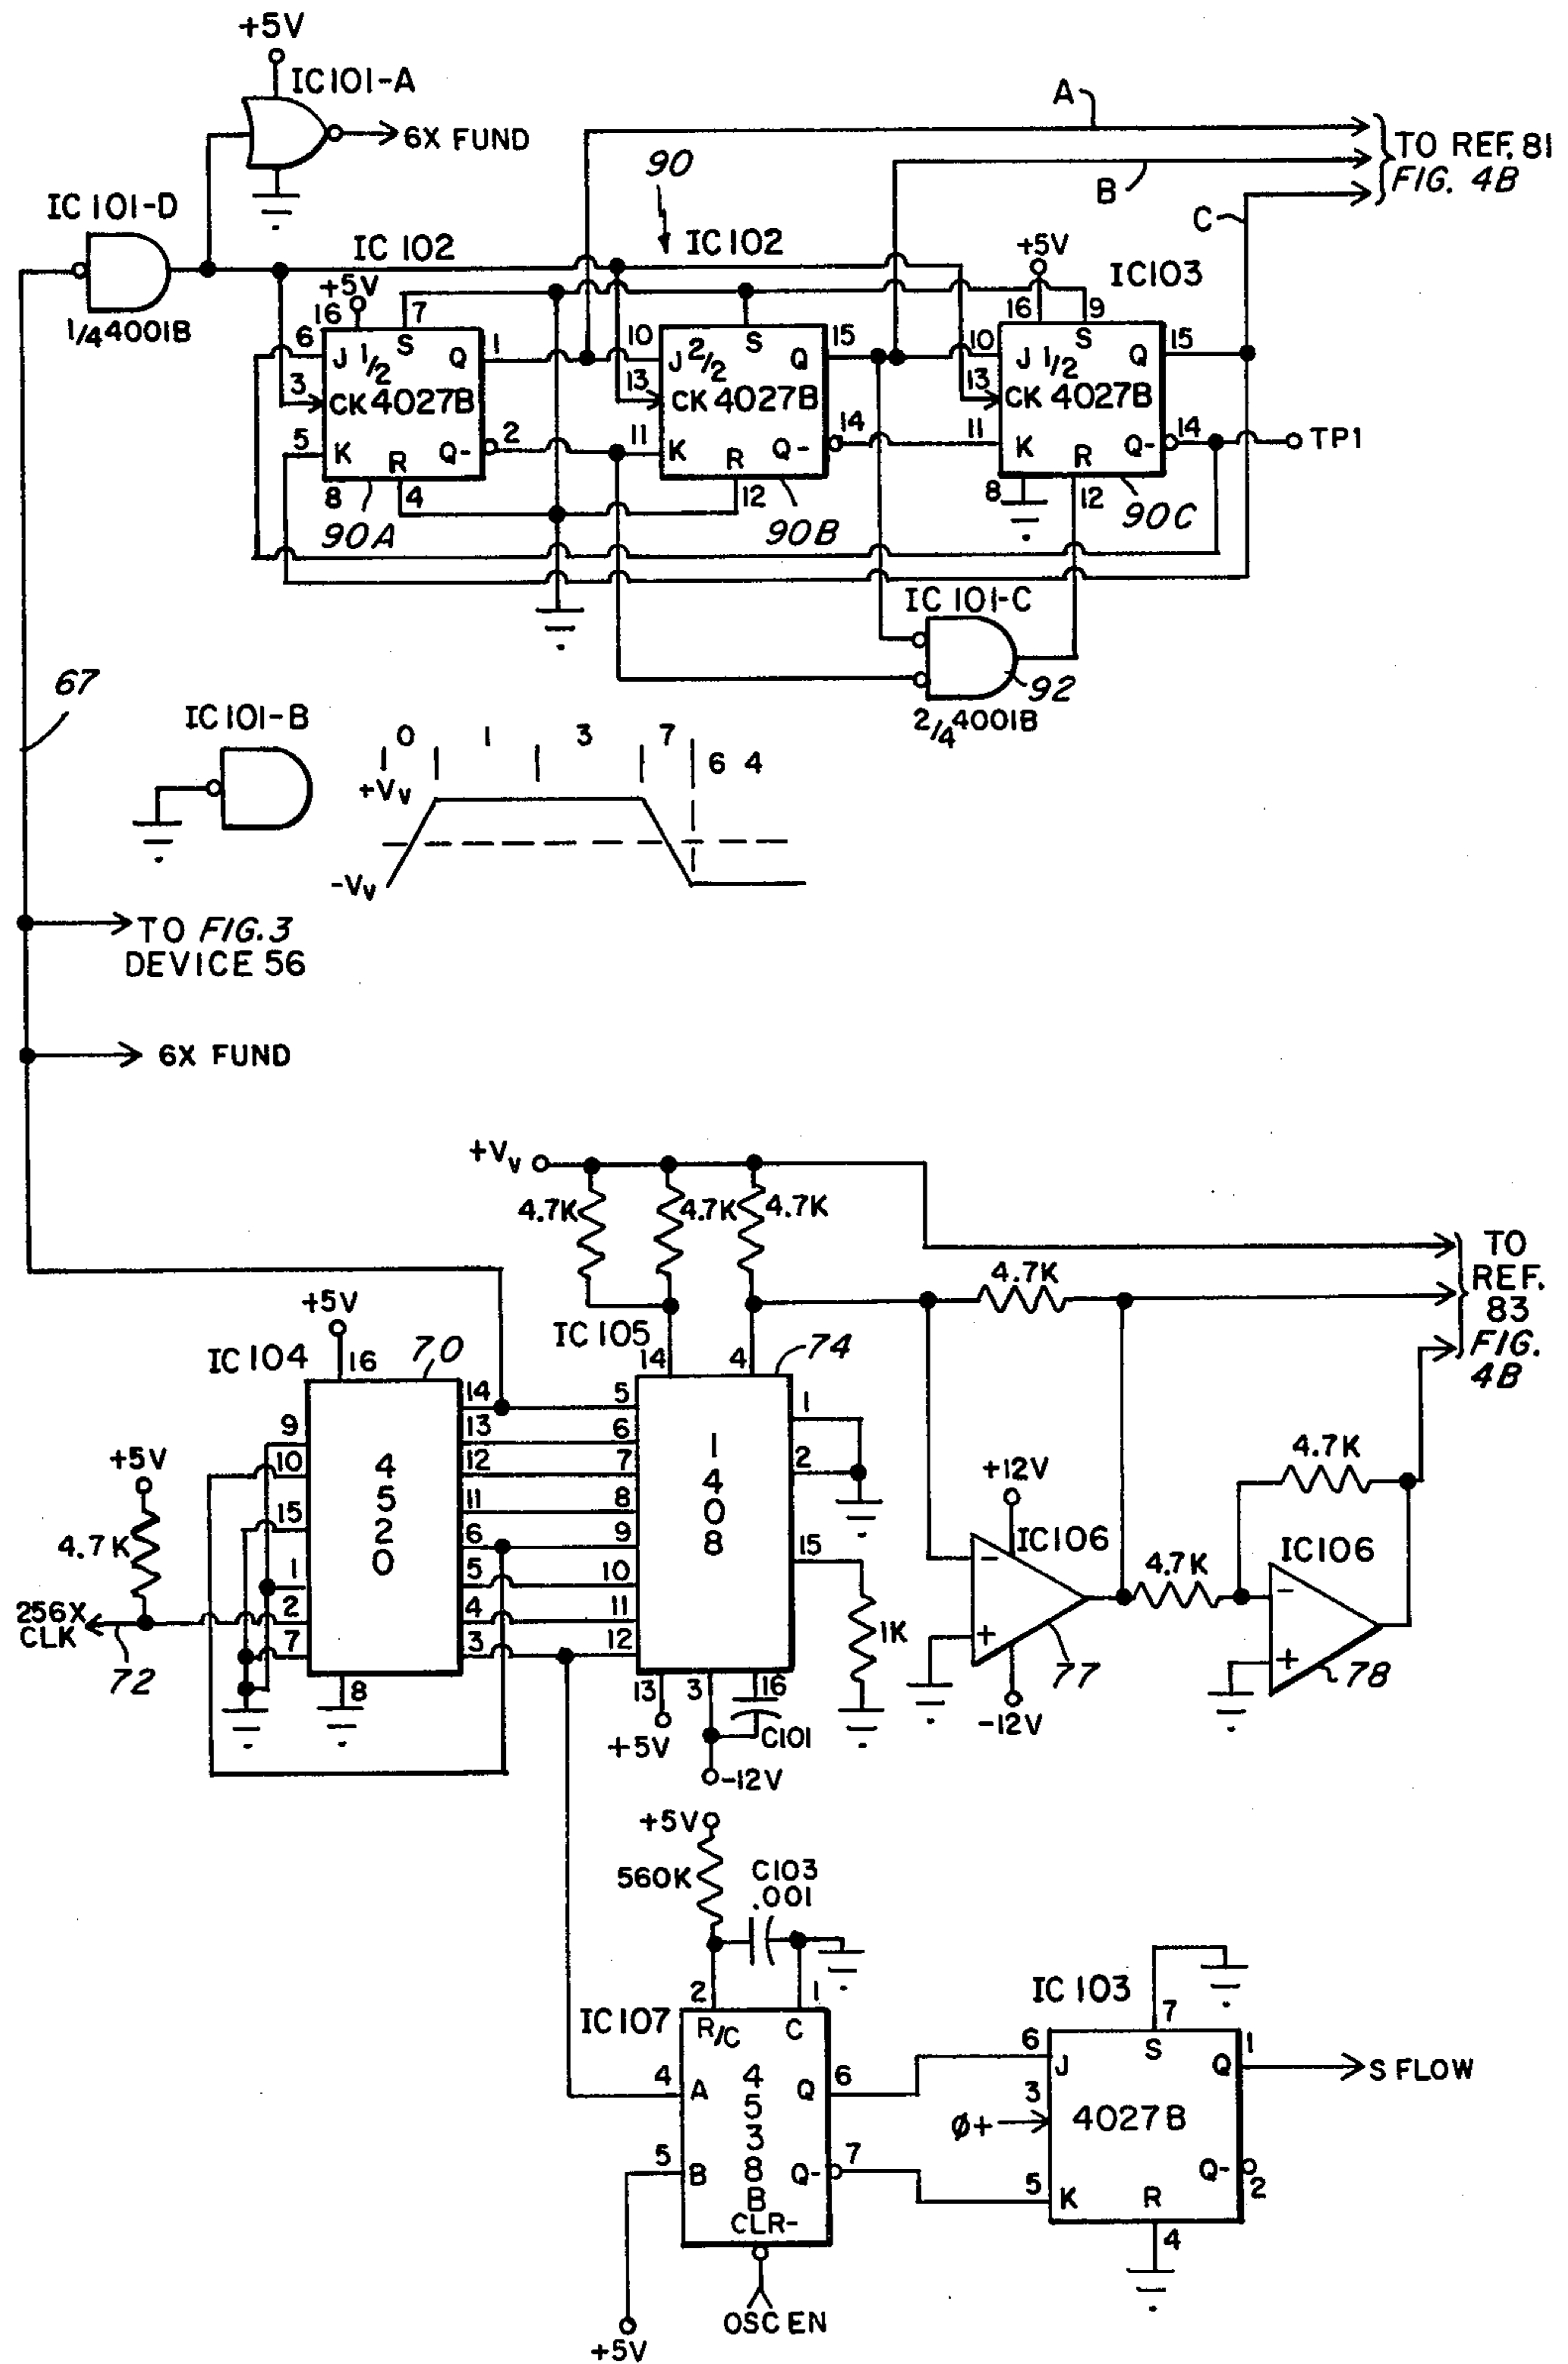 +5V
IC101-A
6X FUND
A
TO REF. 81
FIG. 4B
B
C
90
IC101-D
1/4 4001B
IC 102
IC102
IC103
+5V
+5V
16
7
16
9
6
J 1/2
S
Q
1
10
J 2/2
S
Q
15
10
J 1/2
S
Q
15
3
CK 4027B
13
CK 4027B
13
CK 4027B
5
K
R
Q-
2
11
K
R
Q-
14
11
K
R
Q-
14
TP1
8
4
12
8
12
90A
90B
90C
IC 101-C
92
2/4 4001B
67
IC101-B
0
1
3
7
6 4
+Vv
-Vv
TO FIG.3
DEVICE 56
6X FUND
+Vv
4.7K
4.7K
4.7K
TO
REF.
83
FIG.
4B
4.7K
+5V
IC104
16
70
IC105
14
4
74
9
10
15
1
2
7
4
5
2
0
14
13
12
11
6
5
4
3
5
6
7
8
9
10
11
12
1
4
0
8
1
2
15
8
13
3
16
+5V
4.7K
256X
CLK
72
+5V
C101
-12V
1K
+12V
IC106
-
+
77
-12V
4.7K
4.7K
IC106
-
+
78
+5V
560K
C103
.001
2
1
IC107
R/C
C
4
A
4
5
3
8
B
Q
6
5
B
Q-
7
CLR-
OSC EN
+5V
IC 103
7
6
J
S
Q
1
S FLOW
3
Ø+
4027B
5
K
R
Q-
2
4